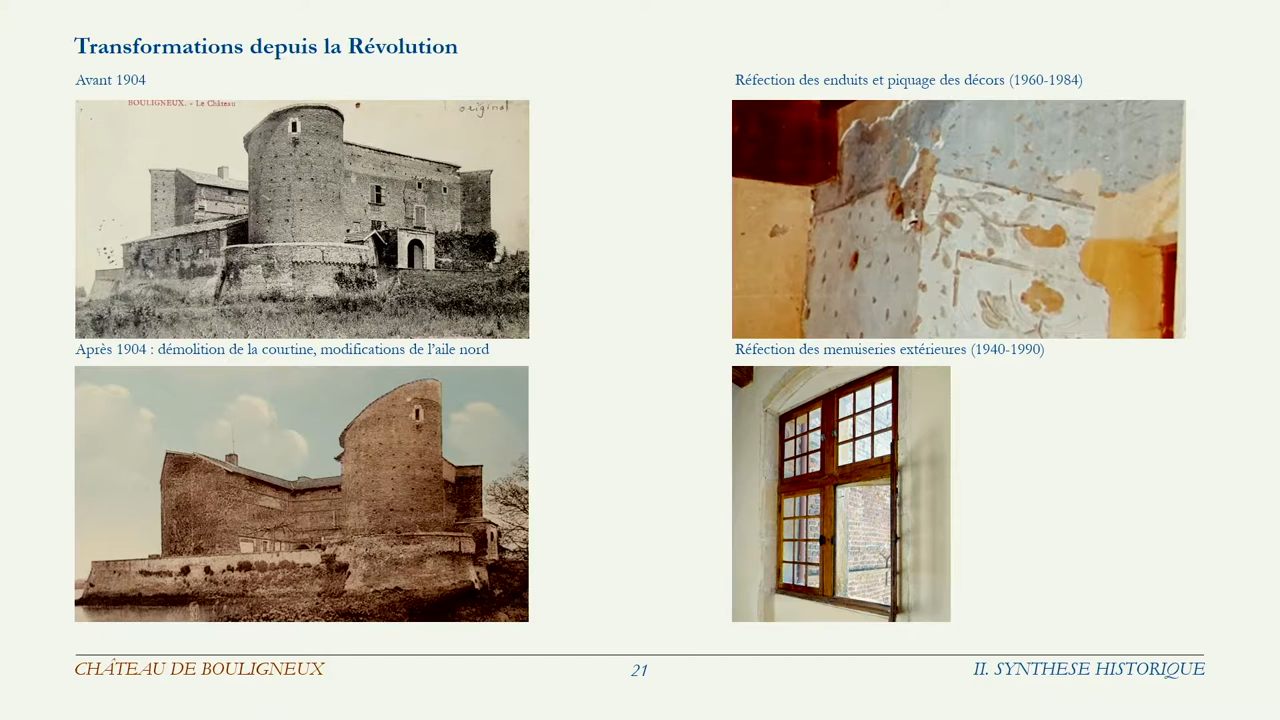 Transformations depuis la Révolution
Avant 1904
BOULIGNEUX. - Le Château
original
Après 1904 : démolition de la courtine, modifications de l'aile nord
Réfection des enduits et piquage des décors (1960-1984)
Réfection des menuiseries extérieures (1940-1990)
CHÂTEAU DE BOULIGNEUX
21
II. SYNTHESE HISTORIQUE